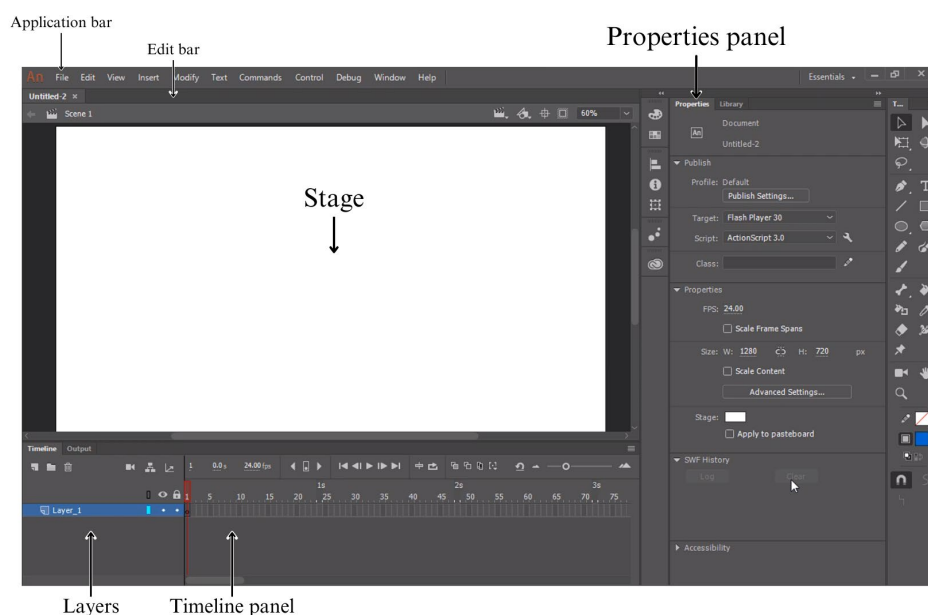 Application bar
Edit bar
Properties panel
An File Edit View Insert Modify Text Commands Control Debug Window Help Essentials
Untitled-2 ×
Scene 1 60%
Stage
Properties Library T...
An Document
Untitled-2
Publish
Profile: Default
Publish Settings...
Target: Flash Player 30
Script: ActionScript 3.0
Class:
Properties
FPS: 24.00
Scale Frame Spans
Size: W: 1280 H: 720 px
Scale Content
Advanced Settings...
Stage:
Apply to pasteboard
SWF History
Log Clear
Accessibility
Timeline Output
1 0.0 s 24.00 fps
1s 2s 3s
1 5 10 15 20 25 30 35 40 45 50 55 60 65 70 75
Layer_1
Layers Timeline panel